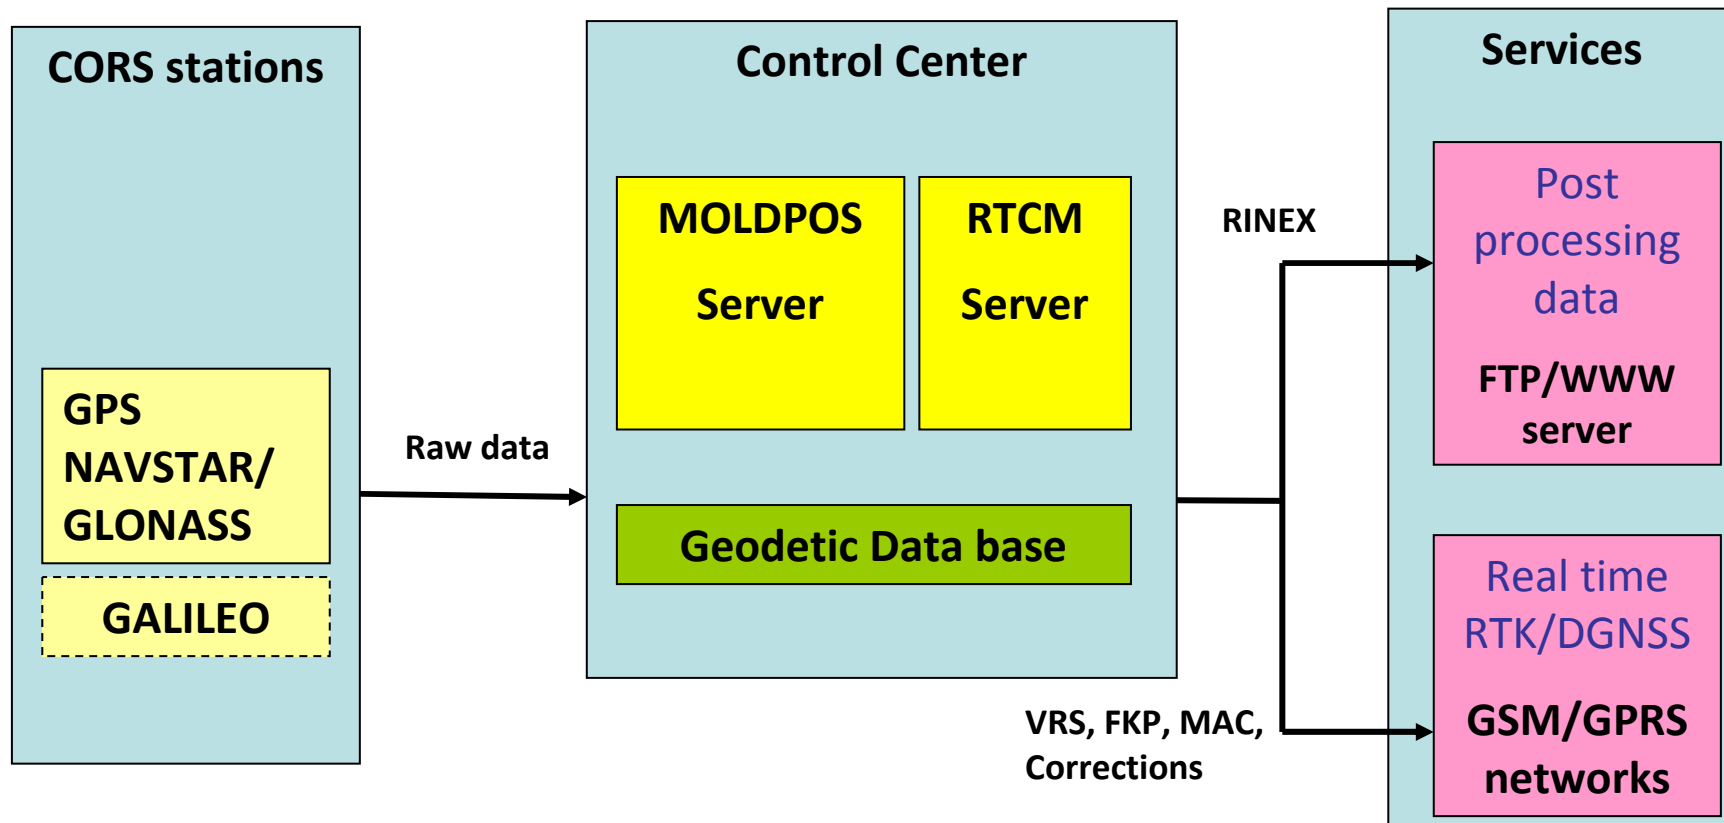 CORS stations
GPS
NAVSTAR/
GLONASS
GALILEO
Raw data
Control Center
MOLDPOS
Server
RTCM
Server
Geodetic Data base
RINEX
VRS, FKP, MAC,
Corrections
Services
Post
processing
data
FTP/WWW
server
Real time
RTK/DGNSS
GSM/GPRS
networks